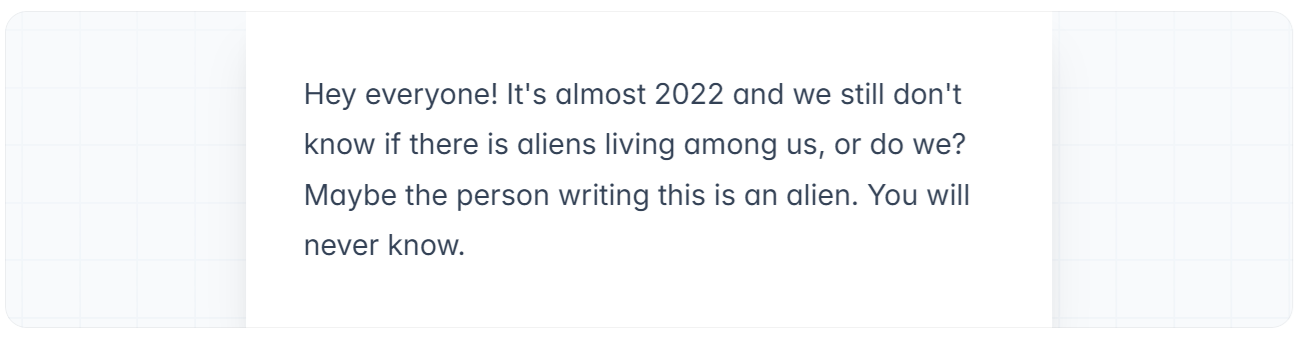 Hey everyone! It's almost 2022 and we still don't
know if there is aliens living among us, or do we?
Maybe the person writing this is an alien. You will
never know.